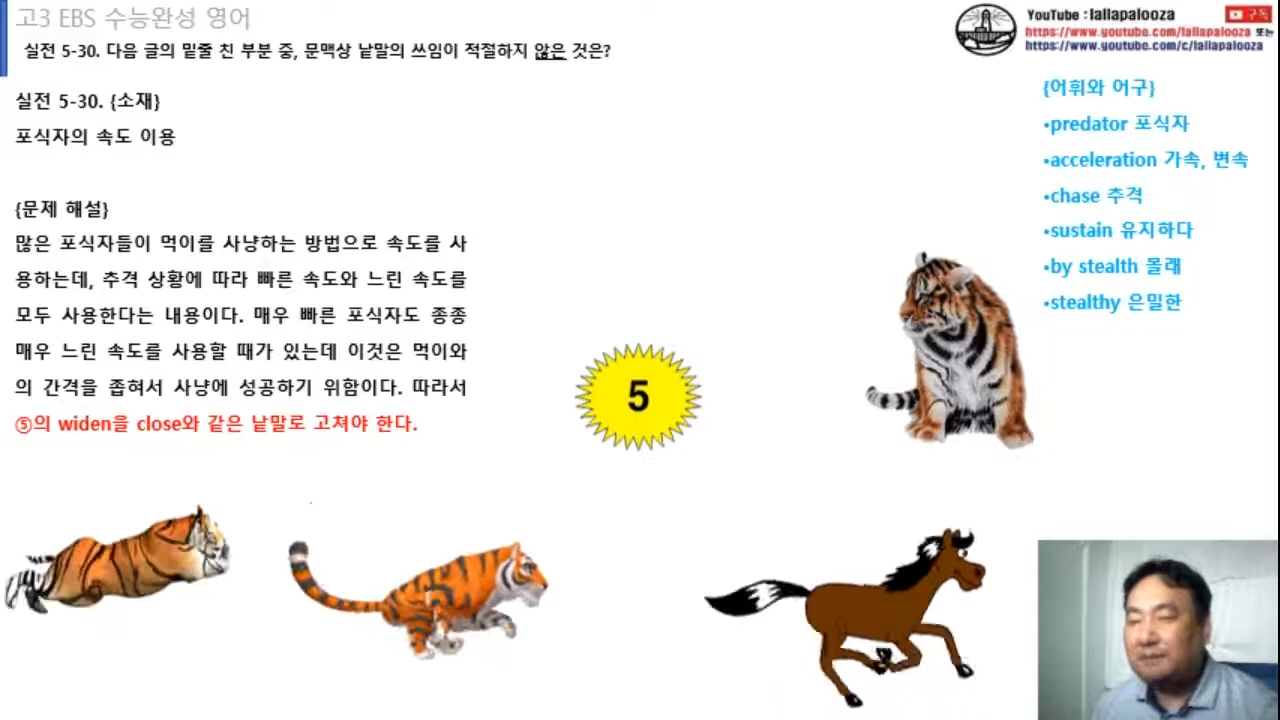 고3 EBS 수능완성 영어
실전 5-30. 다음 글의 밑줄 친 부분 중, 문맥상 낱말의 쓰임이 적절하지 않은 것은?
YouTube : lallapalooza
구독
https://www.youtube.com/lallapalooza 또는
https://www.youtube.com/c/lallapalooza
실전 5-30. {소재}
포식자의 속도 이용
{문제 해설}
많은 포식자들이 먹이를 사냥하는 방법으로 속도를 사
용하는데, 추격 상황에 따라 빠른 속도와 느린 속도를
모두 사용한다는 내용이다. 매우 빠른 포식자도 종종
매우 느린 속도를 사용할 때가 있는데 이것은 먹이와
의 간격을 좁혀서 사냥에 성공하기 위함이다. 따라서
⑤의 widen을 close와 같은 낱말로 고쳐야 한다.
5
{어휘와 어구}
•predator 포식자
•acceleration 가속, 변속
•chase 추격
•sustain 유지하다
•by stealth 몰래
•stealthy 은밀한